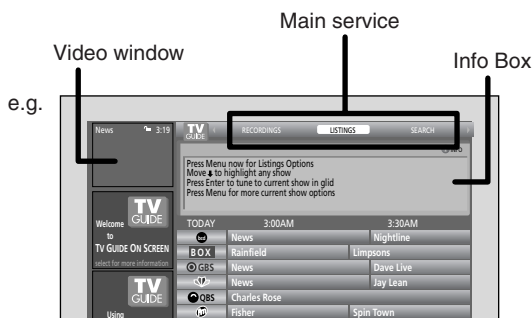 Main service
Video window
Info Box
e.g.
News 3:19
TV GUIDE
RECORDINGS LISTINGS SEARCH
Press Menu now for Listings Options
Move to highlight any show
Press Enter to tune to current show in glid
Press Menu for more current show options
TV GUIDE
Welcome
to
TV GUIDE ON SCREEN
select for more information
TODAY 3:00AM 3:30AM
News Nightline
BOX Rainfield Limpsons
GBS News Dave Live
News Jay Lean
QBS Charles Rose
Fisher Spin Town
TV GUIDE
Using